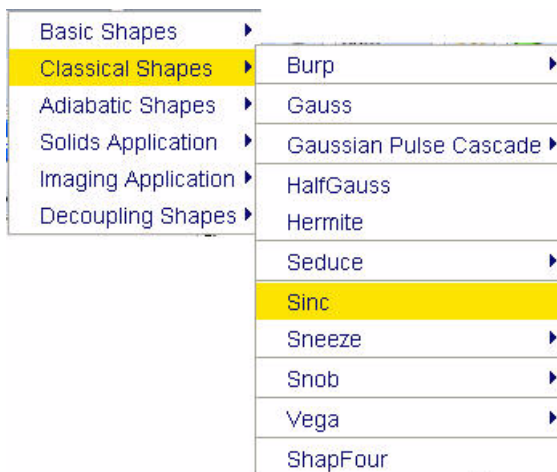 Basic Shapes
Classical Shapes
Adiabatic Shapes
Solids Application
Imaging Application
Decoupling Shapes
Burp
Gauss
Gaussian Pulse Cascade
HalfGauss
Hermite
Seduce
Sinc
Sneeze
Snob
Vega
ShapFour